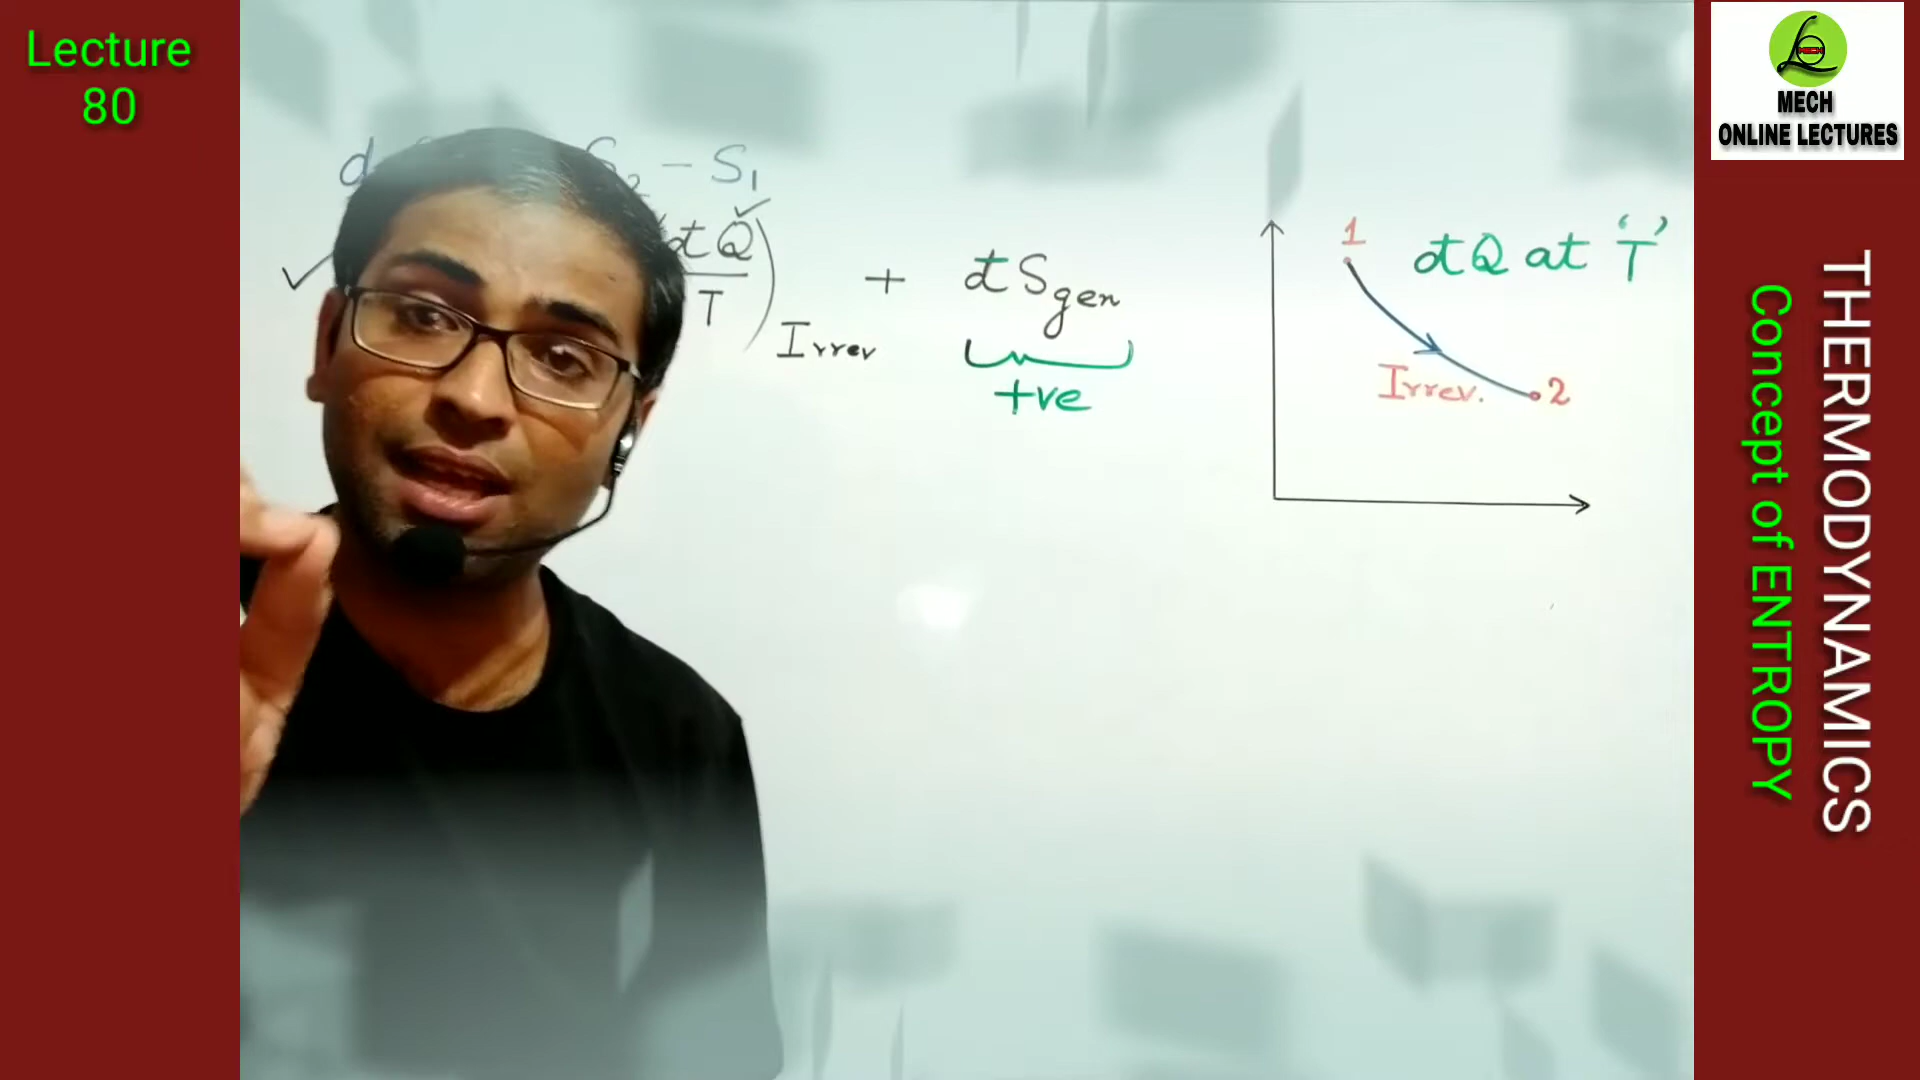 Lecture
80
MECH
ONLINE LECTURES
THERMODYNAMICS
Concept of ENTROPY
d S2 - S1
dQ
T
Irrev
+ dSgen
+ve
1 dQ at 'T'
Irrev. 2